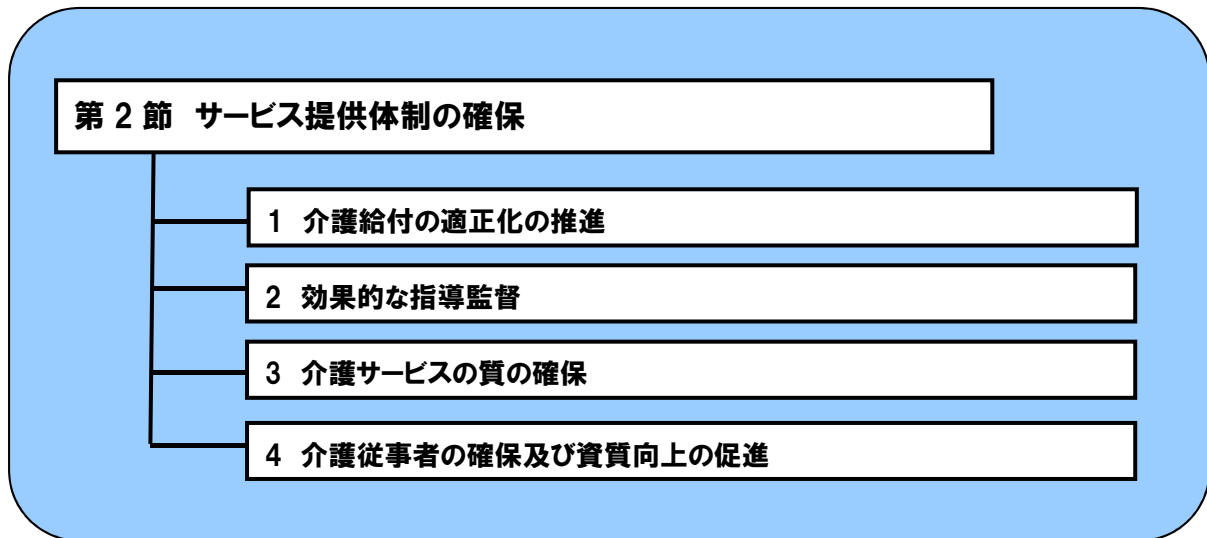 第 2 節 サービス提供体制の確保
1 介護給付の適正化の推進
2 効果的な指導監督
3 介護サービスの質の確保
4 介護従事者の確保及び資質向上の促進